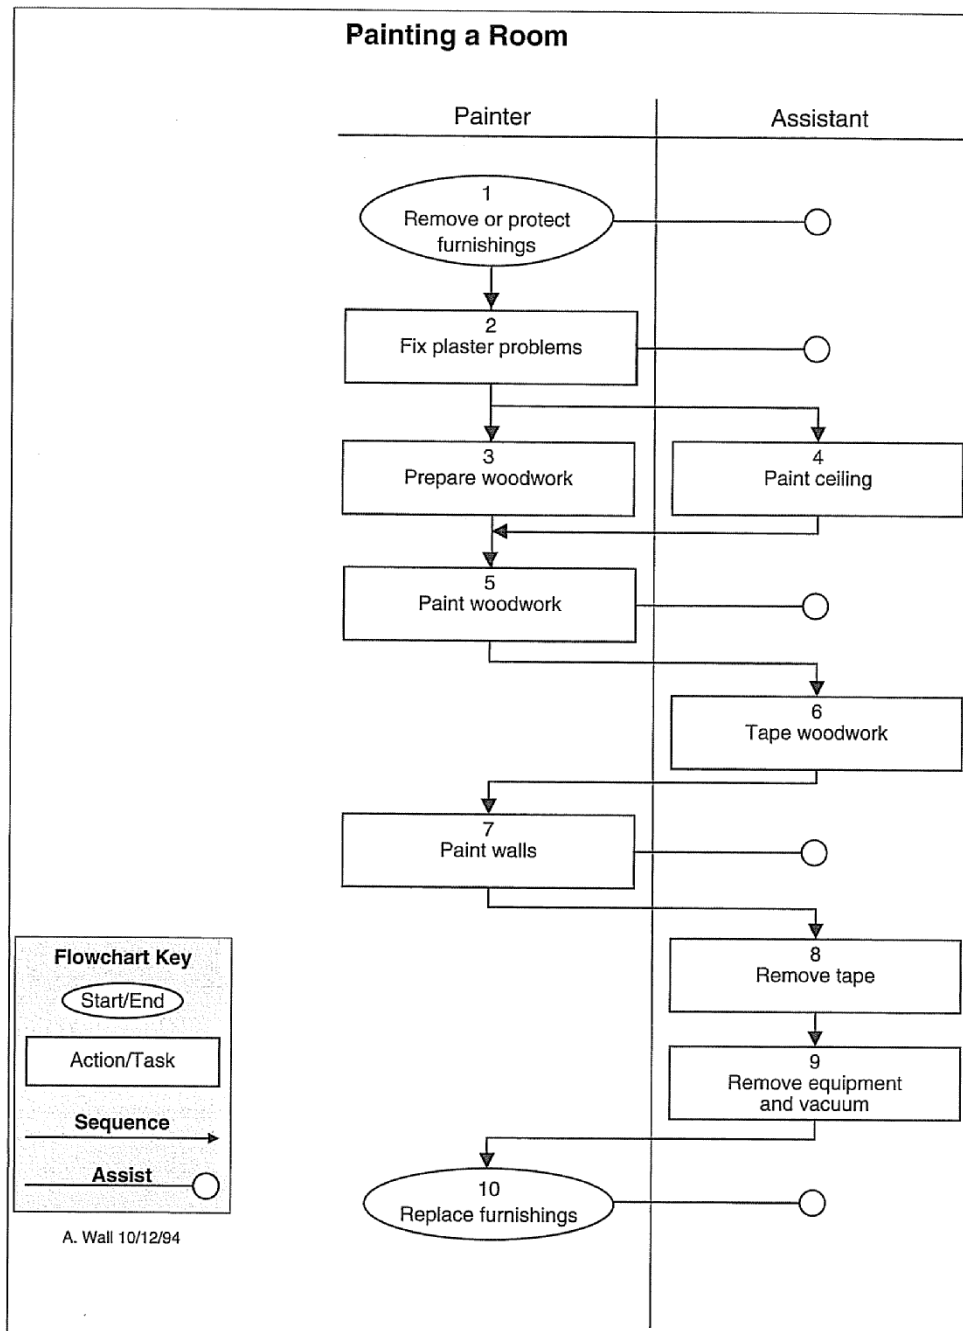 Painting a Room
Painter
Assistant
1
Remove or protect
furnishings
2
Fix plaster problems
3
Prepare woodwork
4
Paint ceiling
5
Paint woodwork
6
Tape woodwork
7
Paint walls
8
Remove tape
9
Remove equipment
and vacuum
10
Replace furnishings
Flowchart Key
Start/End
Action/Task
Sequence
Assist
A. Wall 10/12/94